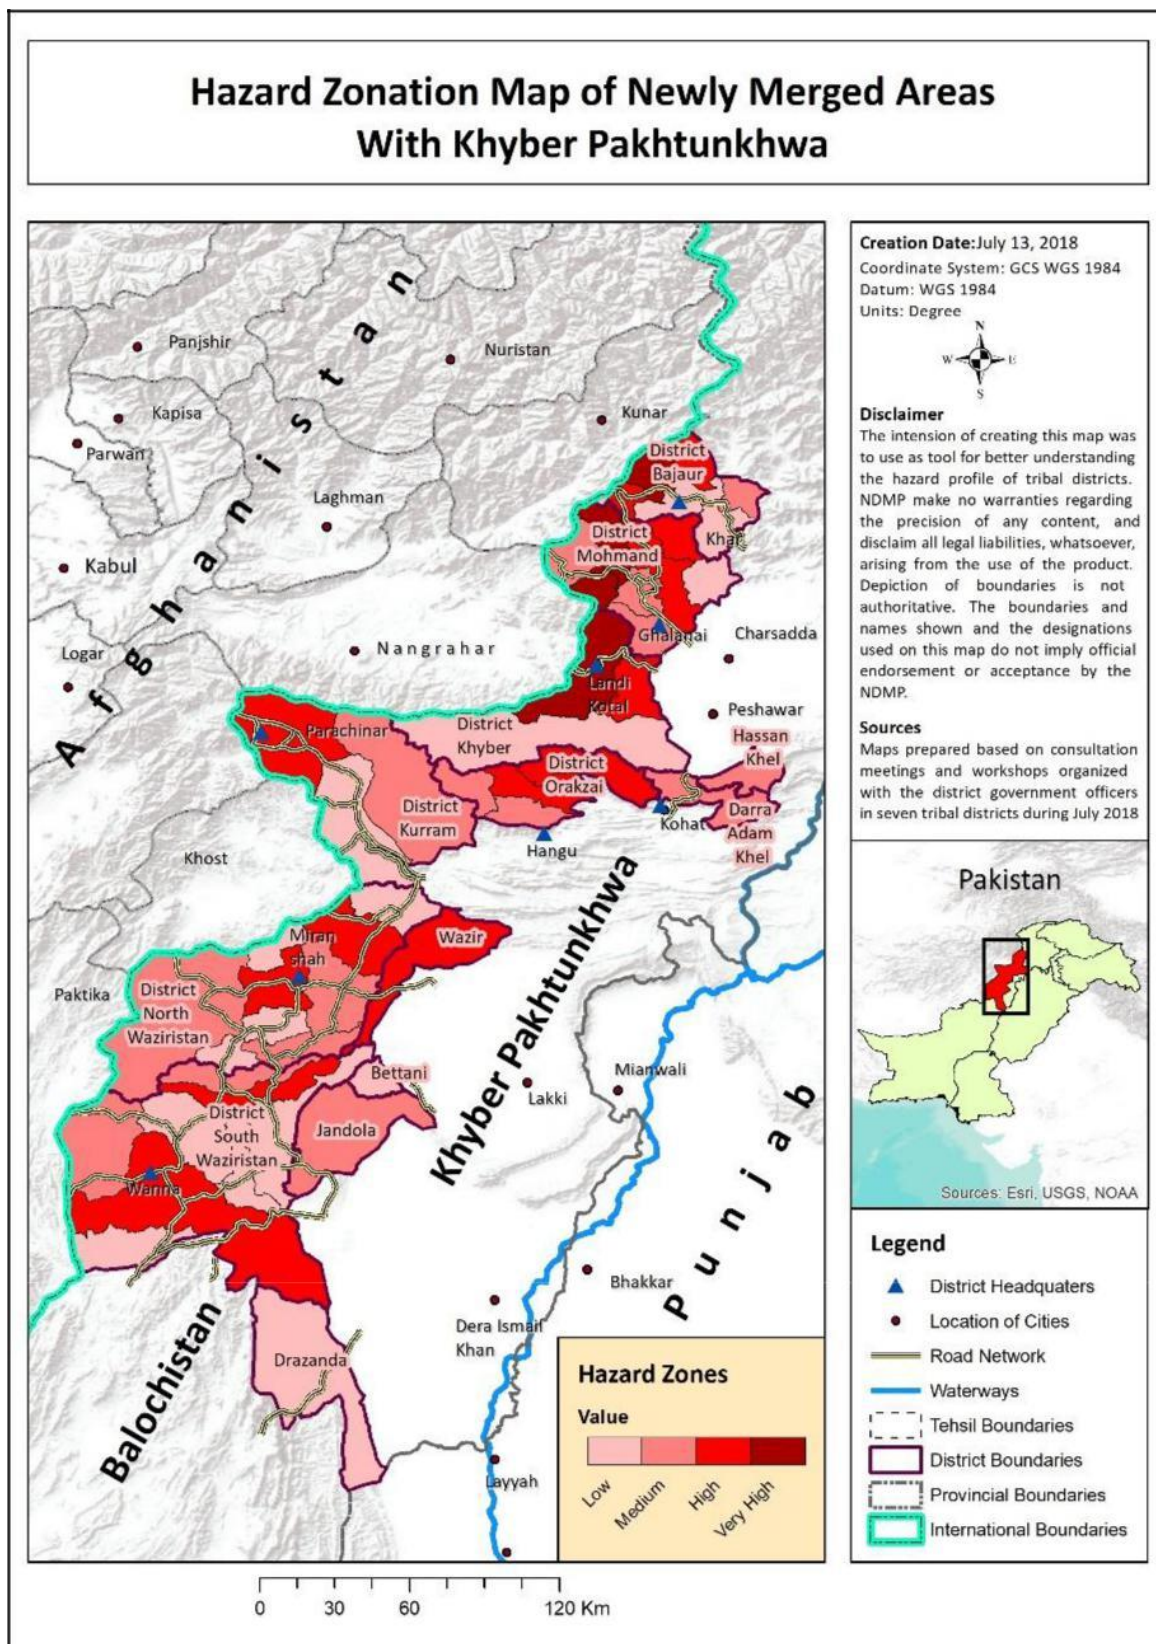 Hazard Zonation Map of Newly Merged Areas
With Khyber Pakhtunkhwa
Afghanistan
Panjshir
Nuristan
Kapisa
Kunar
Parwan
Laghman
Kabul
Logar
Nangrahar
Khost
Paktika
District
Bajaur
Khar
District
Mohmand
Ghalanai
Charsadda
Landi
Kotal
Peshawar
Parachinar
District
Khyber
Hassan
Khel
District
Orakzai
District
Kurram
Kohat
Darra
Adam
Khel
Hangu
Miran
shah
Wazir
District
North
Waziristan
Khyber Pakhtunkhwa
Bettani
Lakki
Mianwali
District
South
Waziristan
Jandola
Wanna
Punjab
Bhakkar
Dera Ismail
Khan
Balochistan
Drazanda
Layyah
Hazard Zones
Value
Low
Medium
High
Very High
0 30 60 120 Km
Creation Date:July 13, 2018
Coordinate System: GCS WGS 1984
Datum: WGS 1984
Units: Degree
N
W E
S
Disclaimer
The intension of creating this map was
to use as tool for better understanding
the hazard profile of tribal districts.
NDMP make no warranties regarding
the precision of any content, and
disclaim all legal liabilities, whatsoever,
arising from the use of the product.
Depiction of boundaries is not
authoritative. The boundaries and
names shown and the designations
used on this map do not imply official
endorsement or acceptance by the
NDMP.
Sources
Maps prepared based on consultation
meetings and workshops organized
with the district government officers
in seven tribal districts during July 2018
Pakistan
Sources: Esri, USGS, NOAA
Legend
District Headquaters
Location of Cities
Road Network
Waterways
Tehsil Boundaries
District Boundaries
Provincial Boundaries
International Boundaries